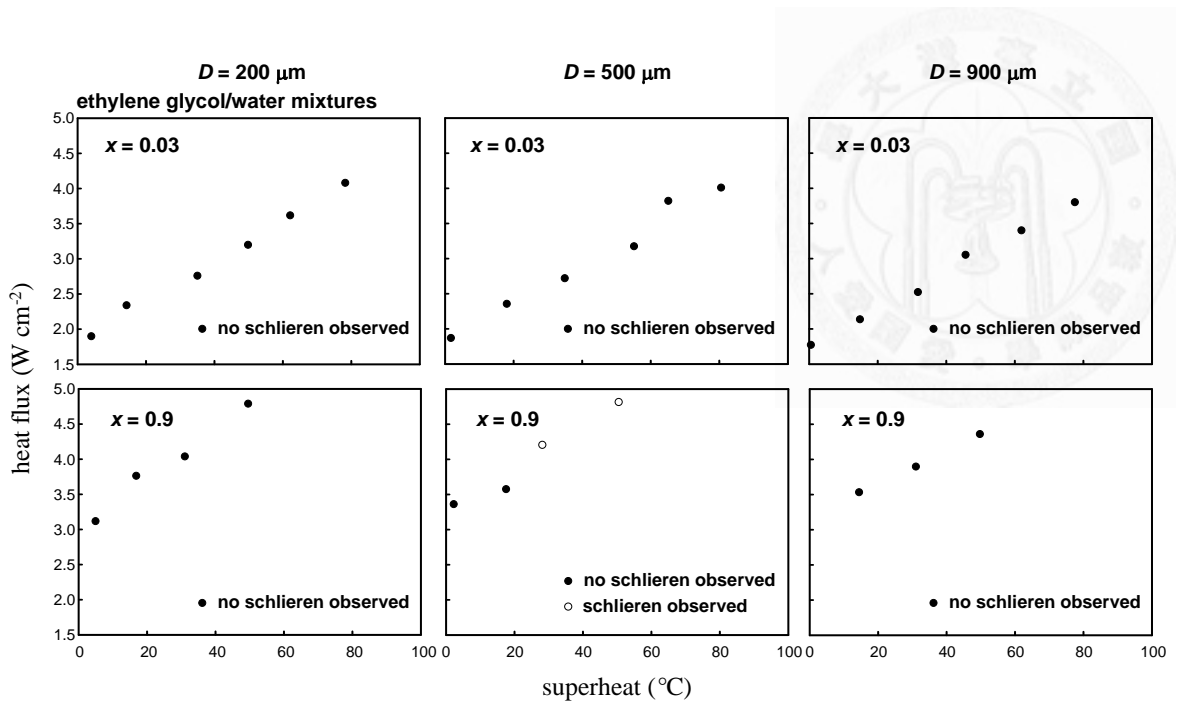 D = 200 µm
D = 500 µm
D = 900 µm
ethylene glycol/water mixtures
5.0
4.5
4.0
3.5
3.0
2.5
2.0
1.5
x = 0.03
no schlieren observed
x = 0.03
no schlieren observed
x = 0.03
no schlieren observed
heat flux (W cm-2)
5.0
4.5
4.0
3.5
3.0
2.5
2.0
1.5
x = 0.9
no schlieren observed
x = 0.9
no schlieren observed
schlieren observed
x = 0.9
no schlieren observed
0 20 40 60 80 100 20 40 60 80 100 0 20 40 60 80 100
superheat (°C)